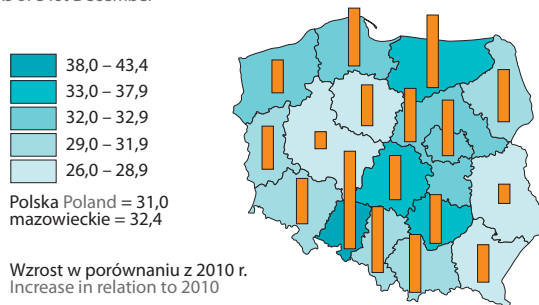 38,0 – 43,4
33,0 – 37,9
32,0 – 32,9
29,0 – 31,9
26,0 – 28,9
Polska Poland = 31,0
mazowieckie = 32,4
Wzrost w porównaniu z 2010 r.
Increase in relation to 2010